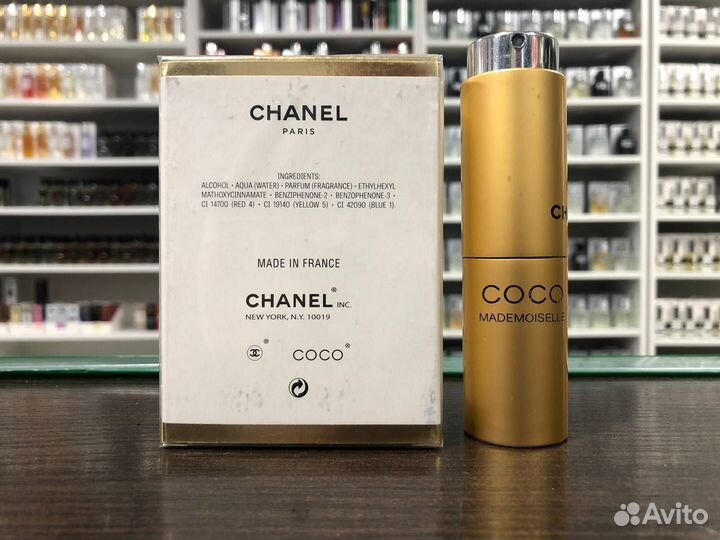 CHANEL
PARIS
INGREDIENTS:
ALCOHOL • AQUA (WATER) • PARFUM (FRAGRANCE) • ETHYLHEXYL
MATHOXYCINNAMATE • BENZIPHENONE-2 • BENZOPHENONE-3 •
CI 14700 (RED 4) • CI 19140 (YELLOW 5) • CI 42090 (BLUE 1).
MADE IN FRANCE
CHANEL® INC.
NEW YORK, N.Y. 10019
® COCO®
CH
COCO
MADEMOISELLE
Avito